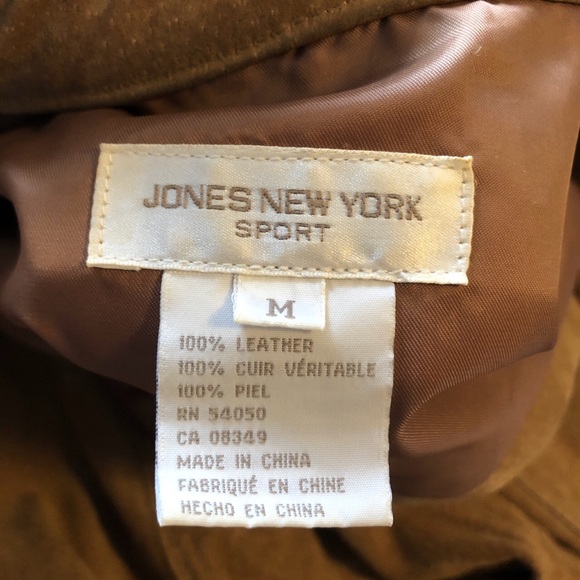 JONES NEW YORK
SPORT
M
100% LEATHER
100% CUIR VÉRITABLE
100% PIEL
RN 54050
CA 08349
MADE IN CHINA
FABRIQUÉ EN CHINE
HECHO EN CHINA